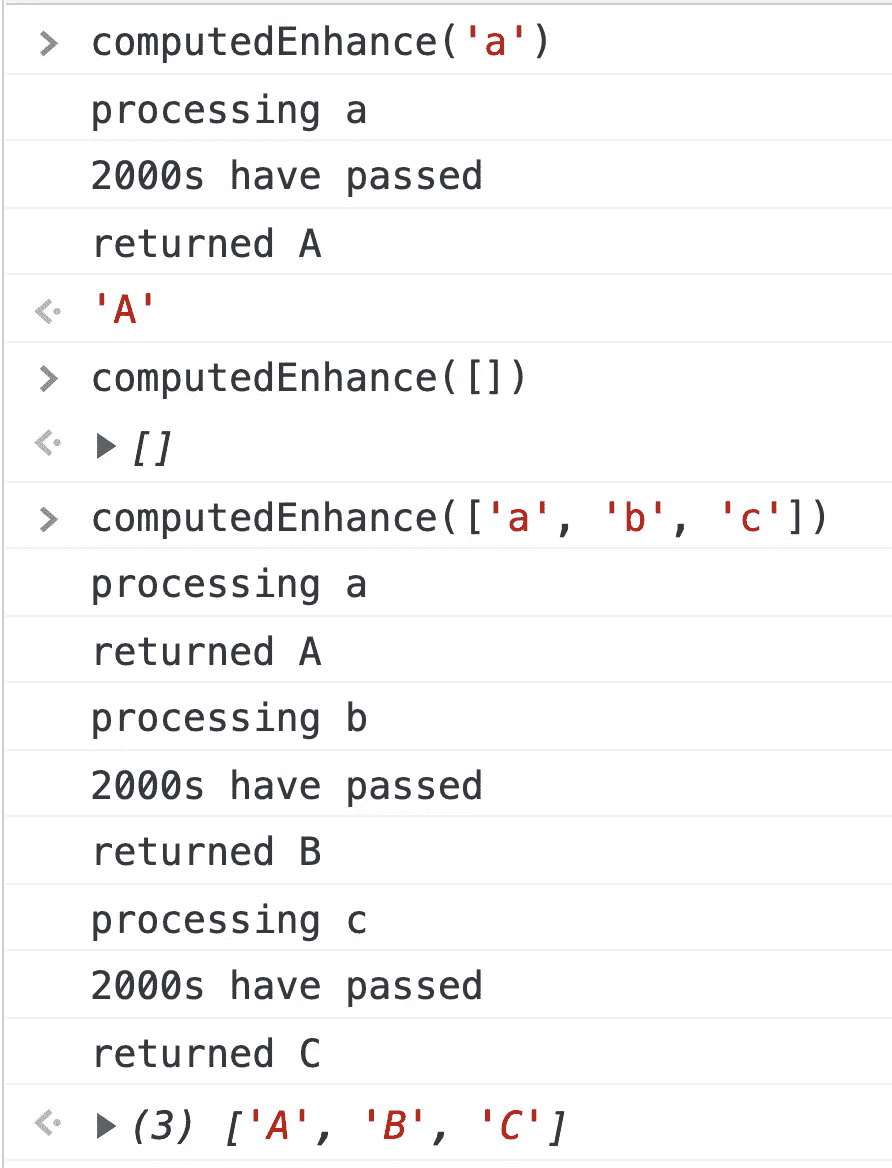 > computedEnhance('a')
processing a
2000s have passed
returned A
'A'
> computedEnhance([])
[]
> computedEnhance(['a', 'b', 'c'])
processing a
returned A
processing b
2000s have passed
returned B
processing c
2000s have passed
returned C
(3) ['A', 'B', 'C']